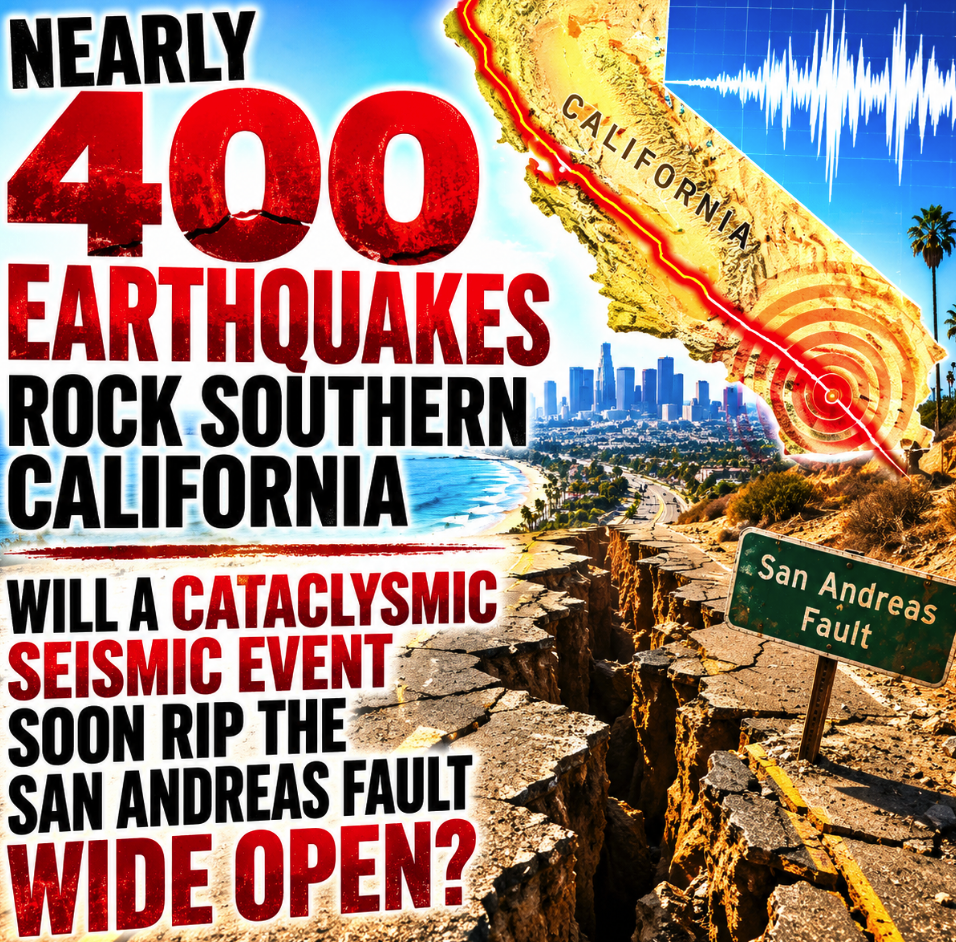 NEARLY
400
EARTHQUAKES
ROCK SOUTHERN
CALIFORNIA
WILL A CATACLYSMIC
SEISMIC EVENT
SOON RIP THE
SAN ANDREAS FAULT
WIDE OPEN?
CALIFORNIA
San Andreas
Fault